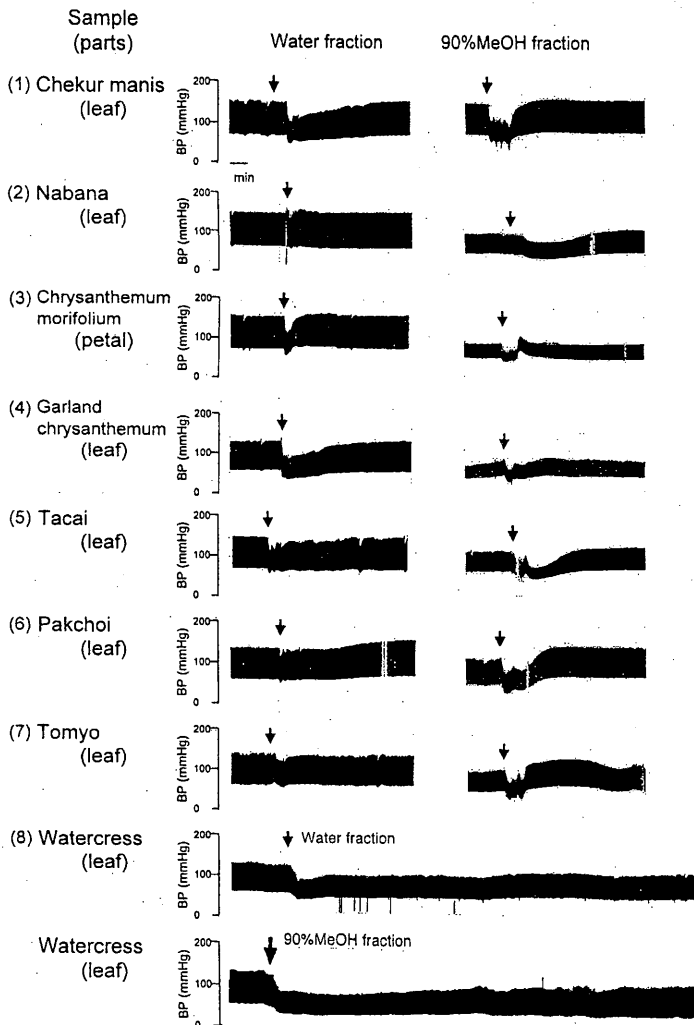 Sample
(parts)
Water fraction
90%MeOH fraction
(1) Chekur manis
(leaf)
BP (mmHg)
200
100
0
min
(2) Nabana
(leaf)
BP (mmHg)
200
100
0
(3) Chrysanthemum
morifolium
(petal)
BP (mmHg)
200
100
0
(4) Garland
chrysanthemum
(leaf)
BP (mmHg)
200
100
0
(5) Tacai
(leaf)
BP (mmHg)
200
100
0
(6) Pakchoi
(leaf)
BP (mmHg)
200
100
0
(7) Tomyo
(leaf)
BP (mmHg)
200
100
0
(8) Watercress
(leaf)
BP (mmHg)
200
100
0
Water fraction
Watercress
(leaf)
BP (mmHg)
200
100
0
90%MeOH fraction